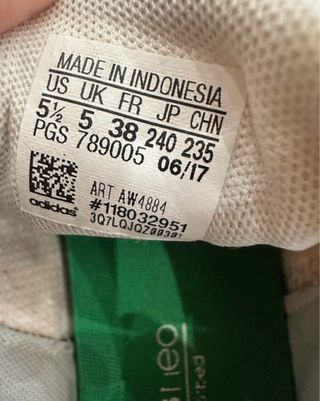 MADE IN INDONESIA
US UK FR JP CHN
5½ 5 38 240 235
PGS 789005 06/17
adidas
ART AW4884
#118032951
neo